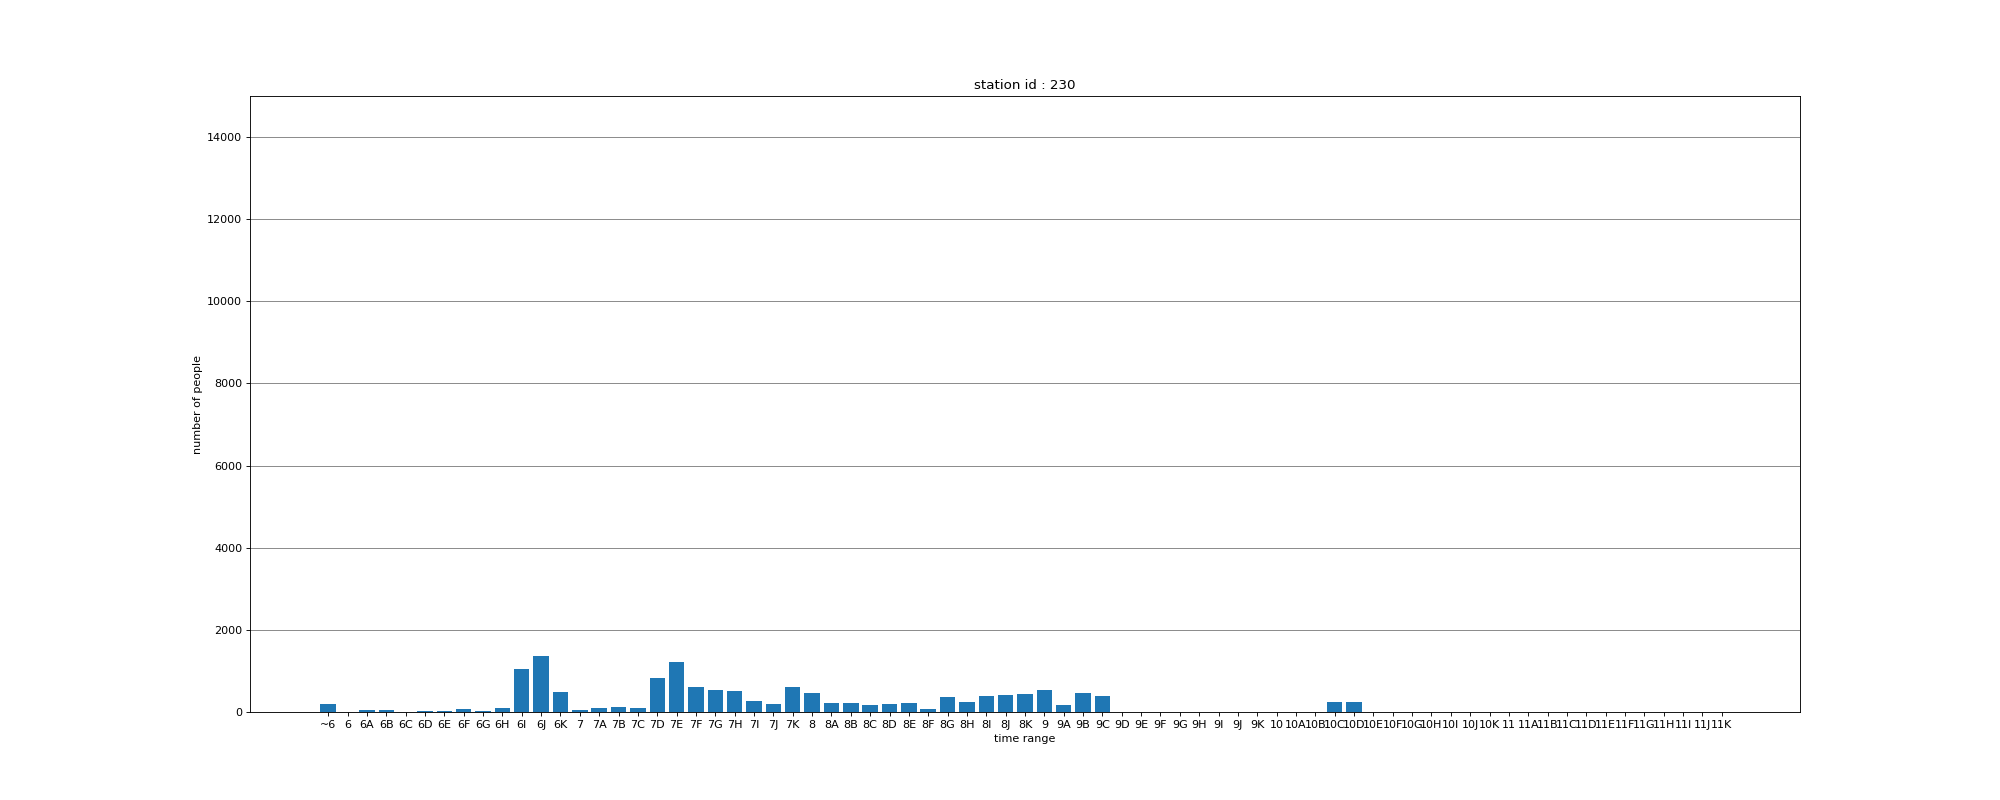 station id : 230
14000
12000
10000
8000
6000
4000
2000
0
number of people
~6 6 6A 6B 6C 6D 6E 6F 6G 6H 6I 6J 6K 7 7A 7B 7C 7D 7E 7F 7G 7H 7I 7J 7K 8 8A 8B 8C 8D 8E 8F 8G 8H 8I 8J 8K 9 9A 9B 9C 9D 9E 9F 9G 9H 9I 9J 9K 10 10A 10B 10C 10D 10E 10F 10G 10H 10I 10J 10K 11 11A 11B 11C 11D 11E 11F 11G 11H 11I 11J 11K
time range